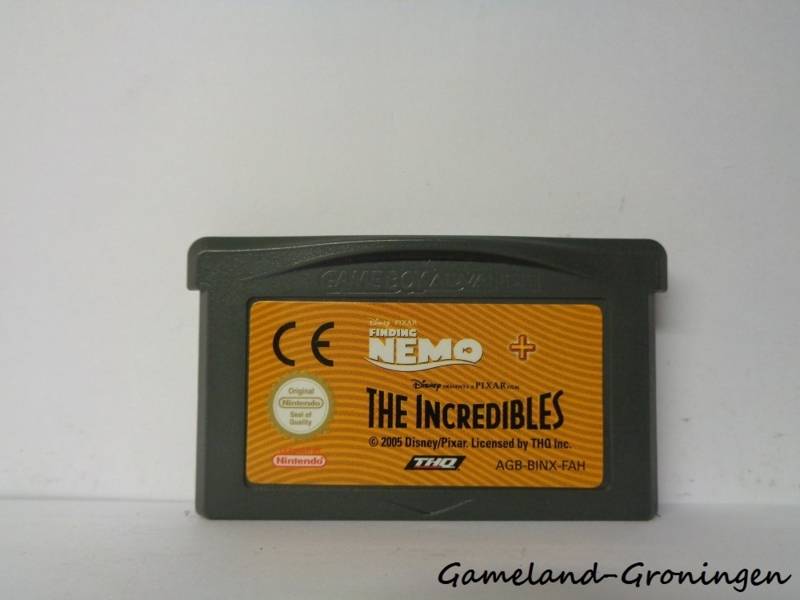 GAME BOY ADVANCE
CE
Disney PIXAR
FINDING
NEMO +
Original
Nintendo
Seal of
Quality
Disney PRESENTS A PIXAR FILM
THE INCREDIBLES
© 2005 Disney/Pixar. Licensed by THQ Inc.
Nintendo
THQ
AGB-BINX-FAH
Gameland-Groningen